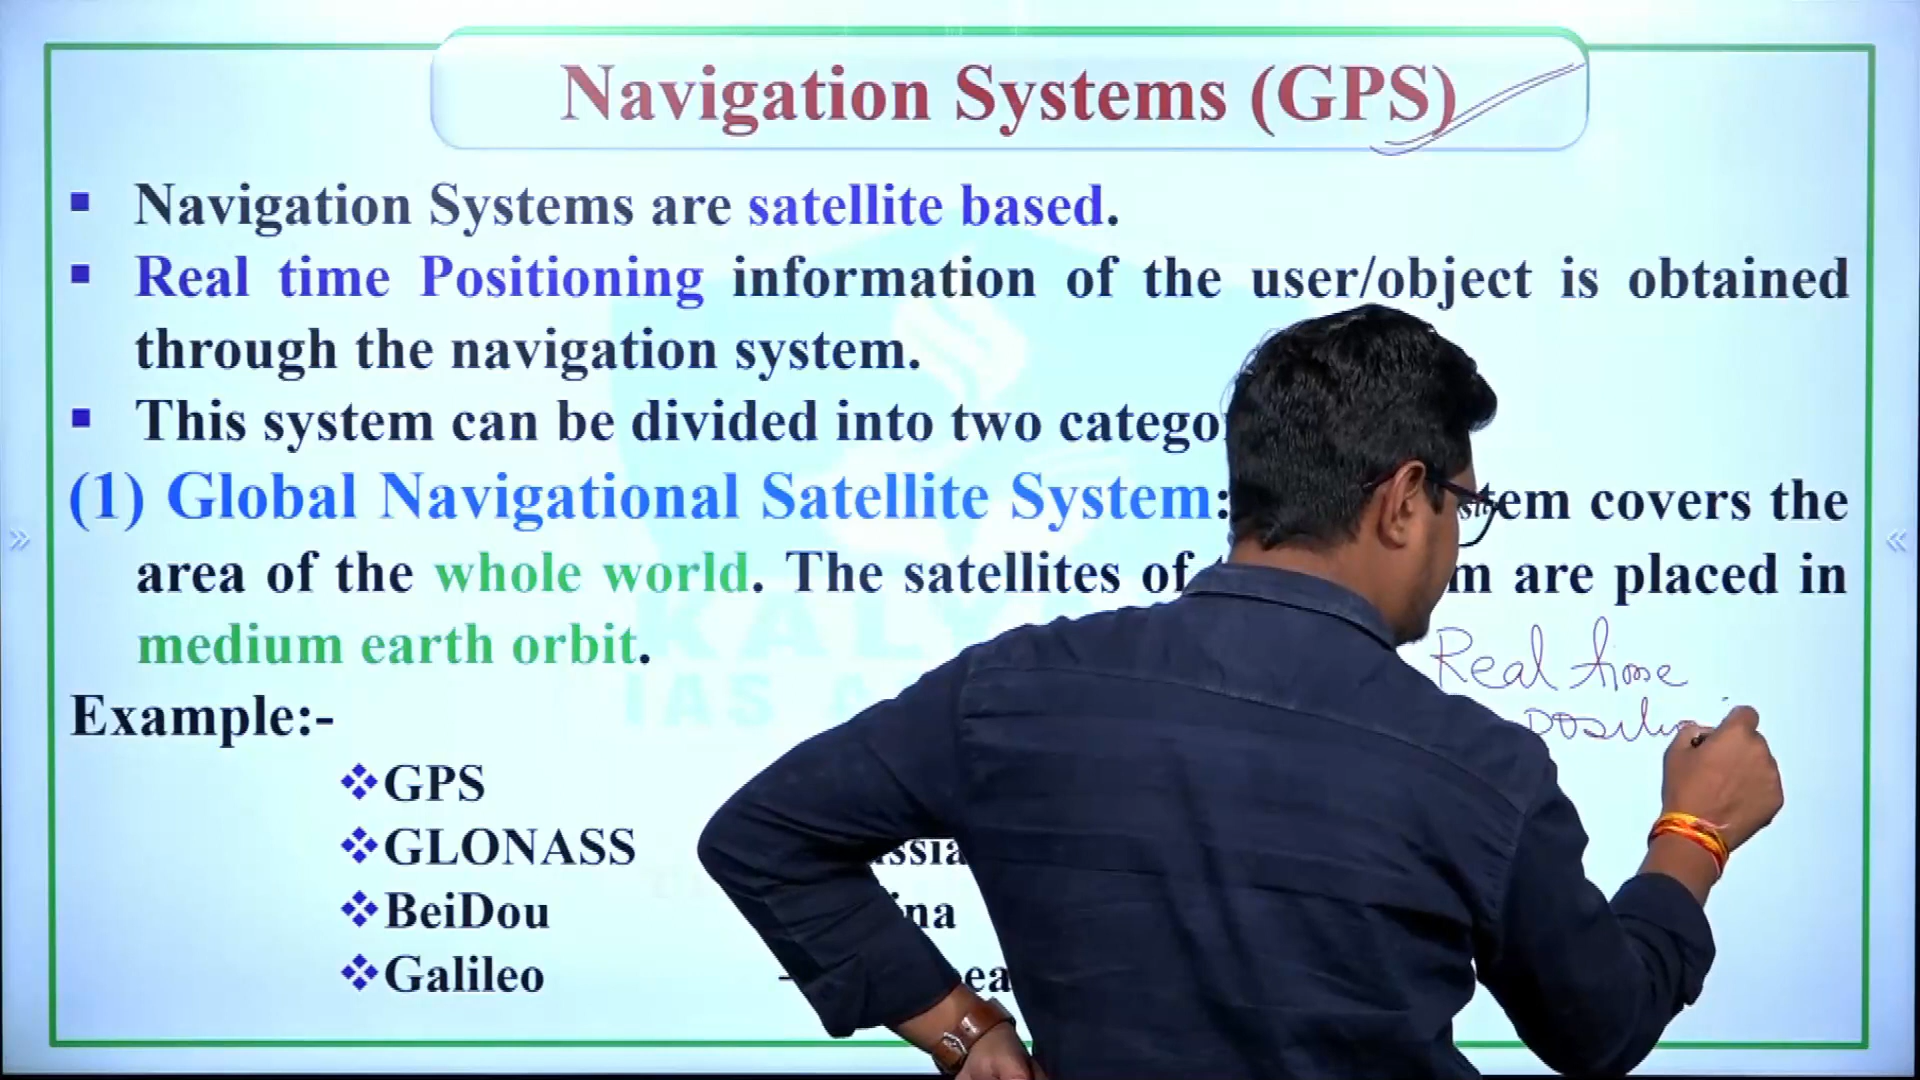 Navigation Systems (GPS)
Navigation Systems are satellite based.
Real time Positioning information of the user/object is obtained
through the navigation system.
This system can be divided into two
(1) Global Navigational Satellite System: covers the
area of the whole world. The satellites of are placed in
medium earth orbit.
Real time
Example:-
GPS
GLONASS
BeiDou
Galileo